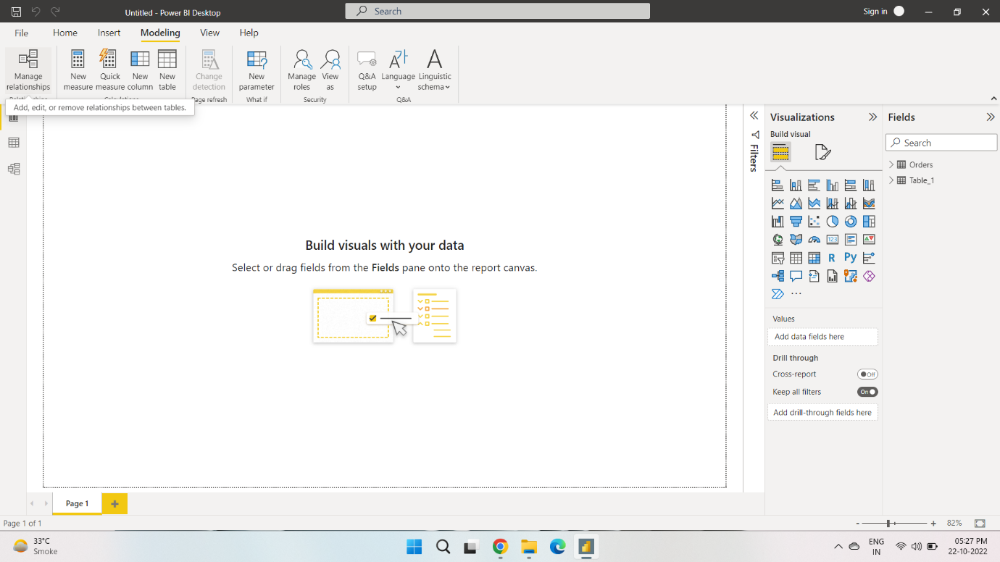 Untitled - Power BI Desktop
Search
Sign in
File Home Insert Modeling View Help
Manage relationships
New measure
Quick measure
New column
New table
Change detection
New parameter
Manage roles
View as
Q&A setup
Language
Linguistic schema
Page refresh
What if
Security
Q&A
Add, edit, or remove relationships between tables.
Filters
Visualizations
Build visual
R
Py
123
Values
Add data fields here
Drill through
Cross-report
Off
Keep all filters
On
Add drill-through fields here
Fields
Search
Orders
Table_1
Build visuals with your data
Select or drag fields from the Fields pane onto the report canvas.
Page 1
Page 1 of 1
- + 82%
33°C
Smoke
ENG
IN
05:27 PM
22-10-2022